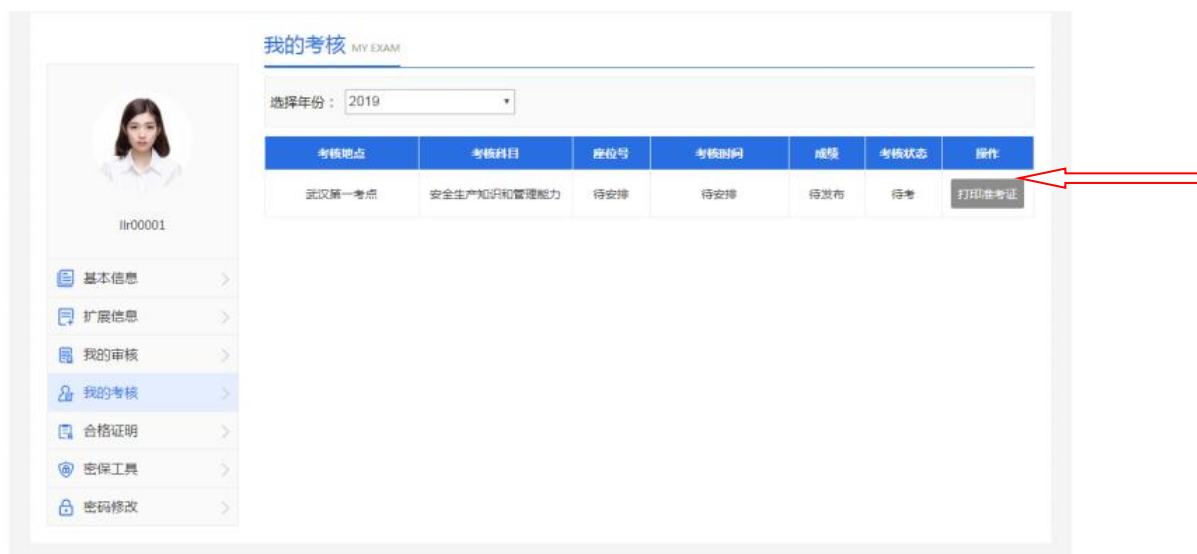 我的考核 MY EXAM
选择年份： 2019
考核地点 考核科目 座位号 考核时间 成绩 考核状态 操作
武汉第一考点 安全生产知识和管理能力 待安排 待安排 待发布 待考 打印准考证
llr00001
基本信息
扩展信息
我的审核
我的考核
合格证明
密保工具
密码修改